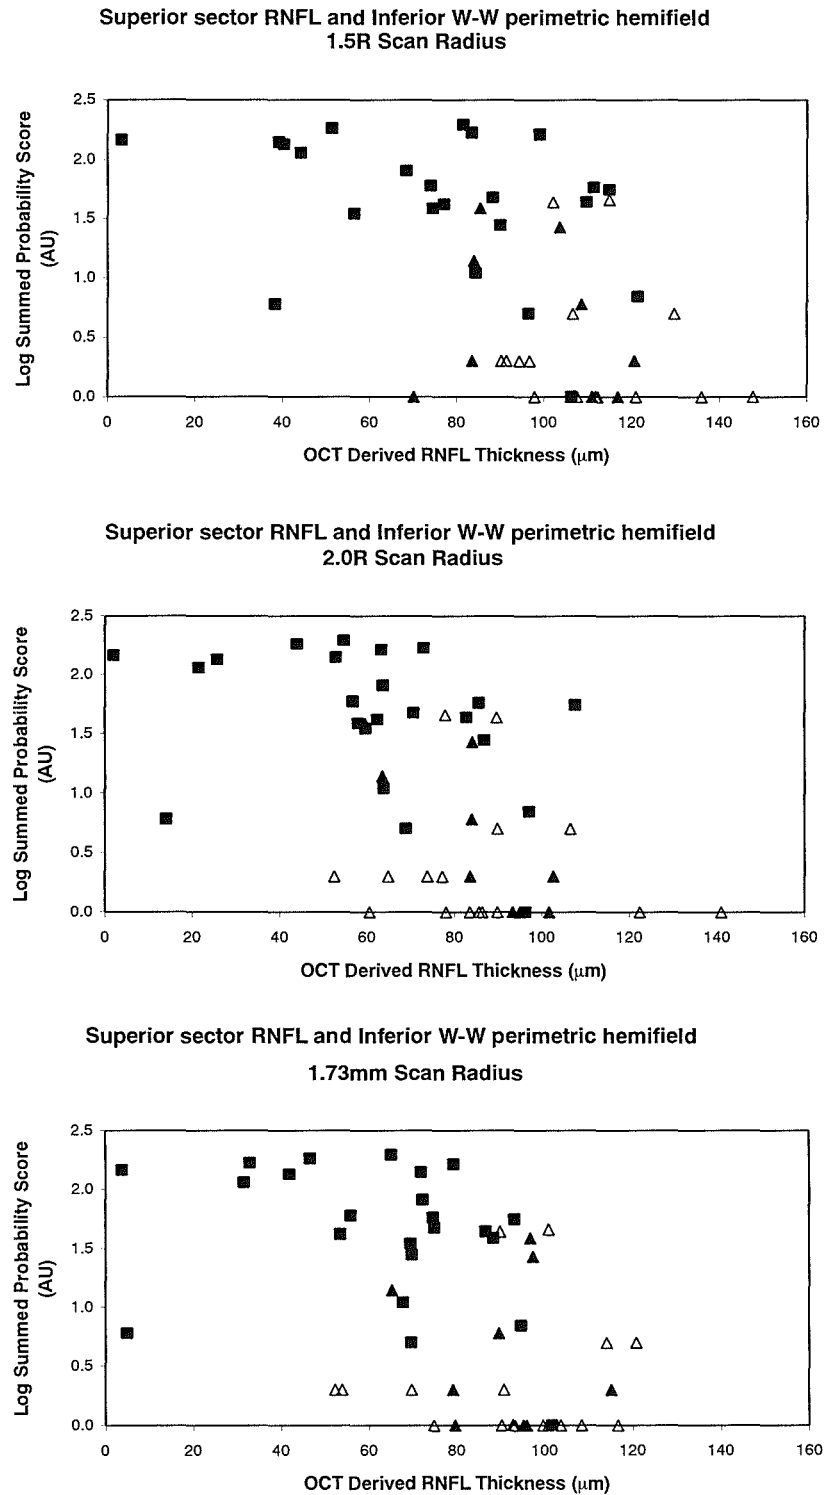 Superior sector RNFL and Inferior W-W perimetric hemifield
1.5R Scan Radius
Log Summed Probability Score
(AU)
2.5
2.0
1.5
1.0
0.5
0.0
0 20 40 60 80 100 120 140 160
OCT Derived RNFL Thickness (μm)
Superior sector RNFL and Inferior W-W perimetric hemifield
2.0R Scan Radius
Log Summed Probability Score
(AU)
2.5
2.0
1.5
1.0
0.5
0.0
0 20 40 60 80 100 120 140 160
OCT Derived RNFL Thickness (μm)
Superior sector RNFL and Inferior W-W perimetric hemifield
1.73mm Scan Radius
Log Summed Probability Score
(AU)
2.5
2.0
1.5
1.0
0.5
0.0
0 20 40 60 80 100 120 140 160
OCT Derived RNFL Thickness (μm)